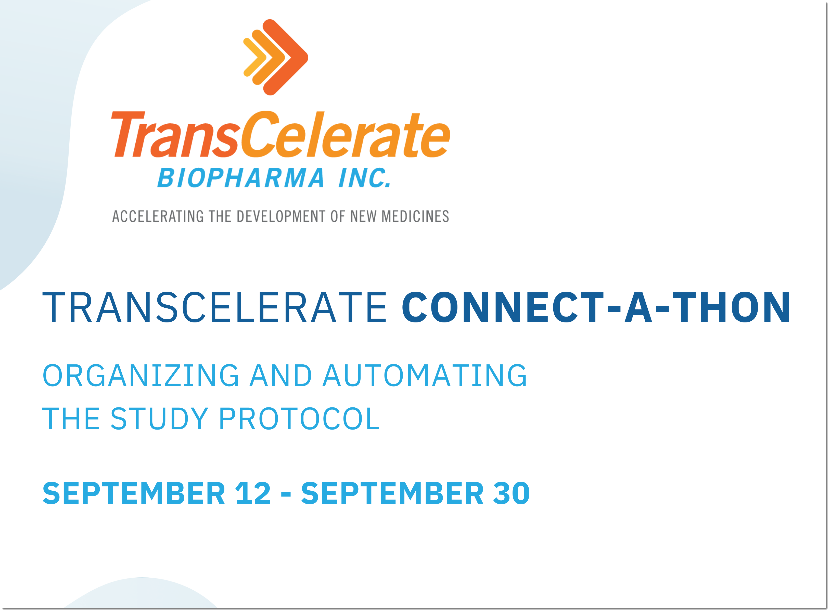 TransCelerate
BIOPHARMA INC.
ACCELERATING THE DEVELOPMENT OF NEW MEDICINES
TRANSCELERATE CONNECT-A-THON
ORGANIZING AND AUTOMATING
THE STUDY PROTOCOL
SEPTEMBER 12 - SEPTEMBER 30